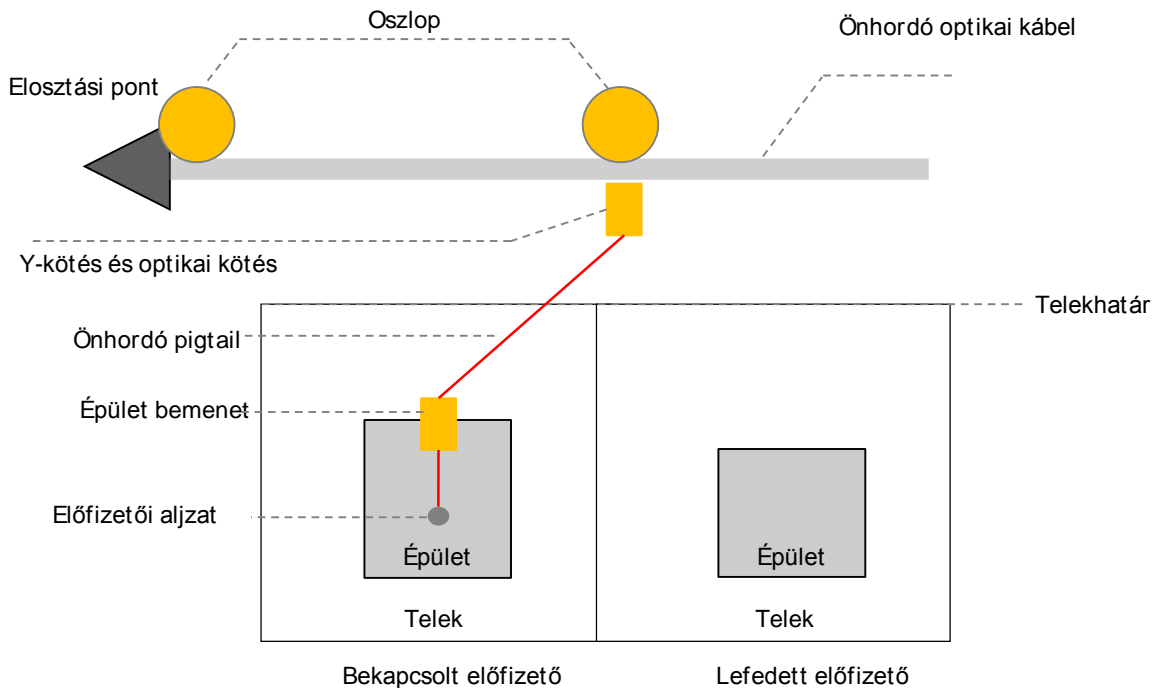 Oszlop
Önhordó optikai kábel
Elosztási pont
Y-kötés és optikai kötés
Telekhatár
Önhordó pigtail
Épület bemenet
Előfizetői aljzat
Épület
Épület
Telek
Telek
Bekapcsolt előfizető
Lefedett előfizető